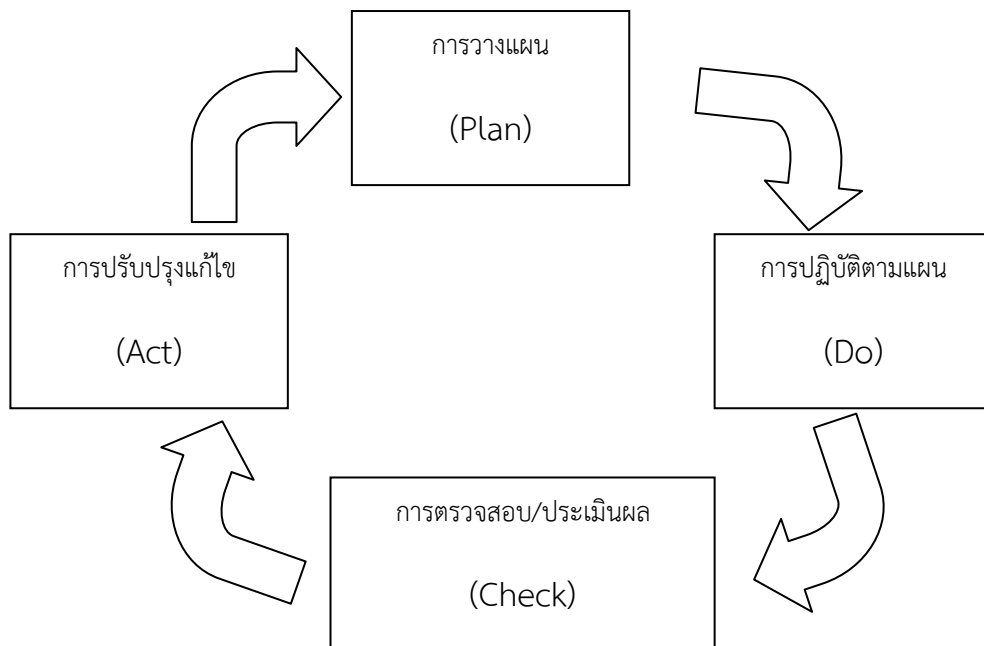 การวางแผน
(Plan)
การปรับปรุงแก้ไข
(Act)
การปฏิบัติตามแผน
(Do)
การตรวจสอบ/ประเมินผล
(Check)